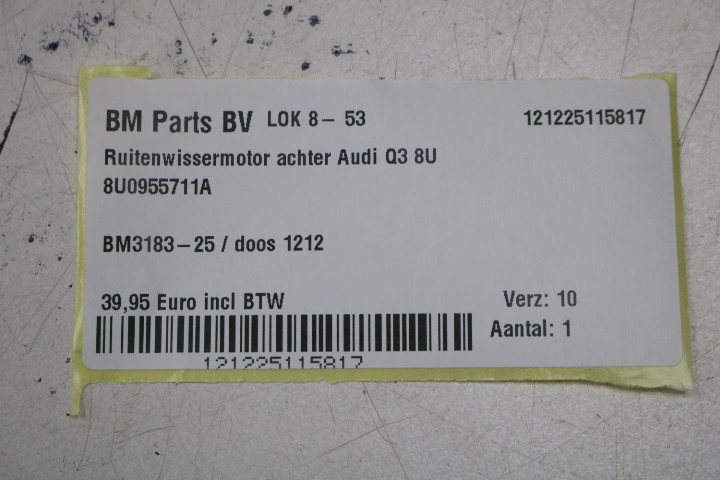 BM Parts BV LOK 8- 53 121225115817
Ruitenwissermotor achter Audi Q3 8U
8U0955711A
BM3183-25 / doos 1212
39,95 Euro incl BTW Verz: 10
Aantal: 1
121225115817